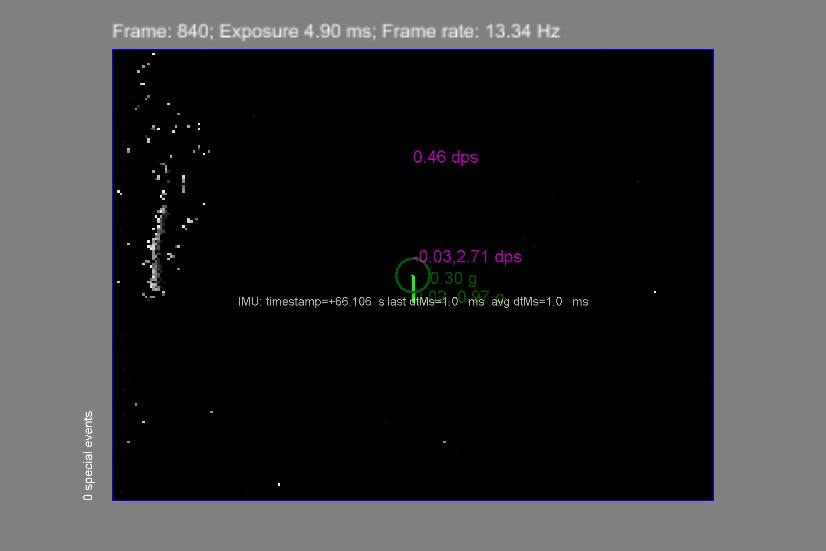 Frame: 840; Exposure 4.90 ms; Frame rate: 13.34 Hz
0.46 dps
-0.03,2.71 dps
0.30 g
0.97 g
IMU: timestamp=+66.106 s last dtMs=1.0 ms avg dtMs=1.0 ms
0 special events